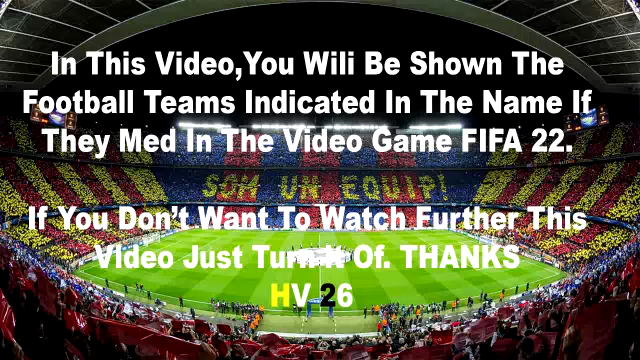 In This Video,You Wili Be Shown The
Football Teams Indicated In The Name If
They Med In The Video Game FIFA 22.
SOM UN EQUIP!
If You Don't Want To Watch Further This
Video Just Turn It Of. THANKS
HV 26